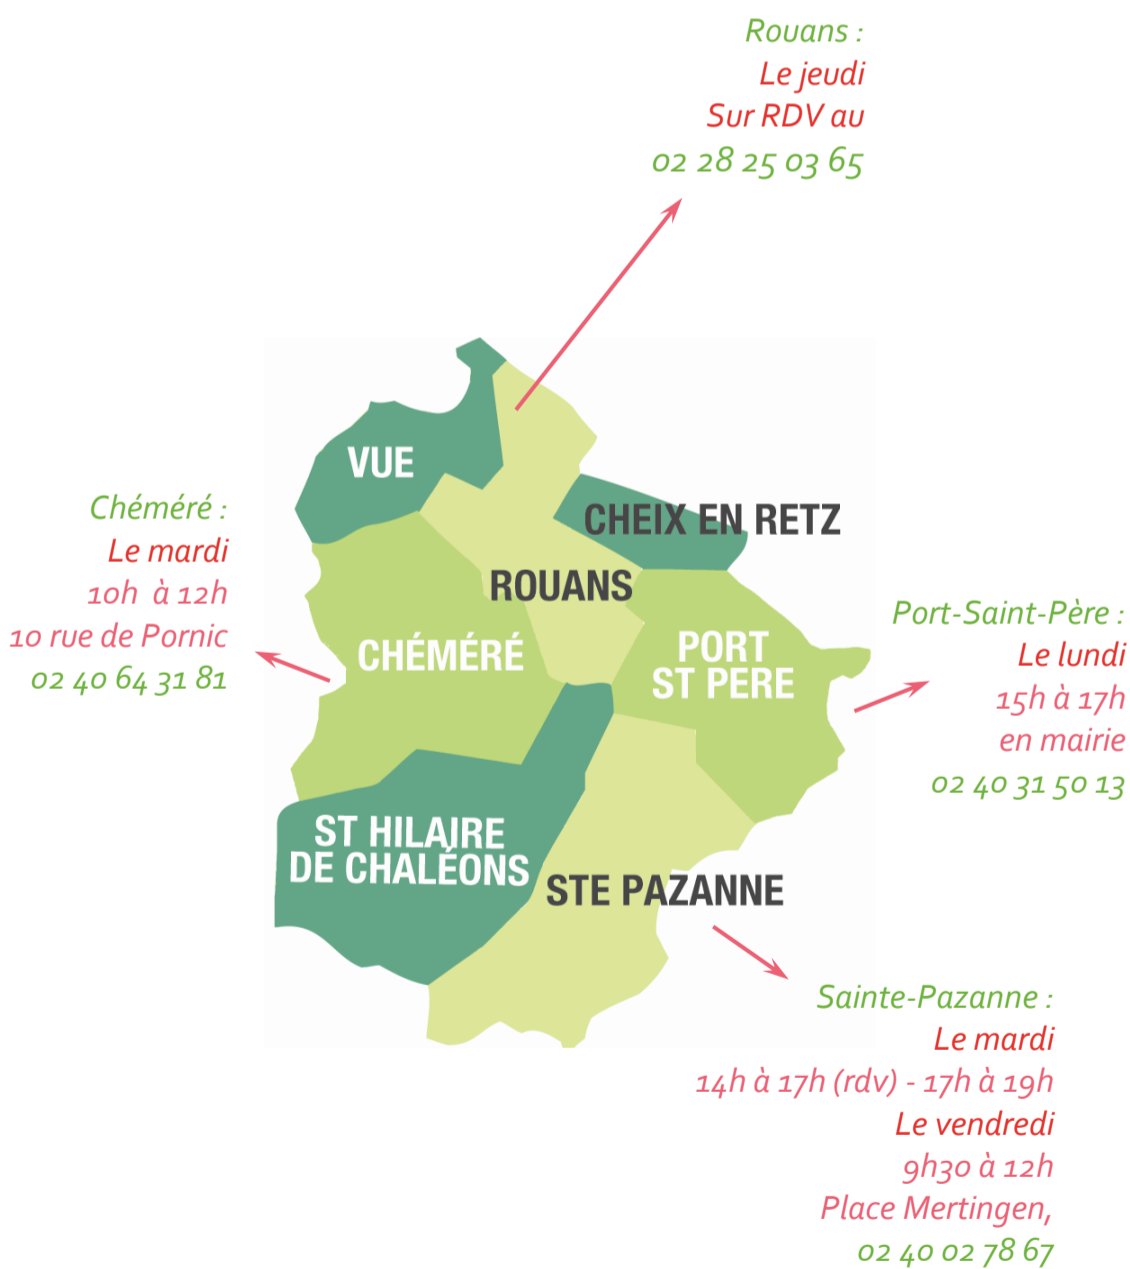 Rouans :
Le jeudi
Sur RDV au
02 28 25 03 65
VUE
CHEIX EN RETZ
Chéméré :
Le mardi
10h à 12h
10 rue de Pornic
02 40 64 31 81
ROUANS
CHÉMÉRÉ
PORT
ST PERE
Port-Saint-Père :
Le lundi
15h à 17h
en mairie
02 40 31 50 13
ST HILAIRE
DE CHALÉONS
STE PAZANNE
Sainte-Pazanne :
Le mardi
14h à 17h (rdv) - 17h à 19h
Le vendredi
9h30 à 12h
Place Mertingen,
02 40 02 78 67